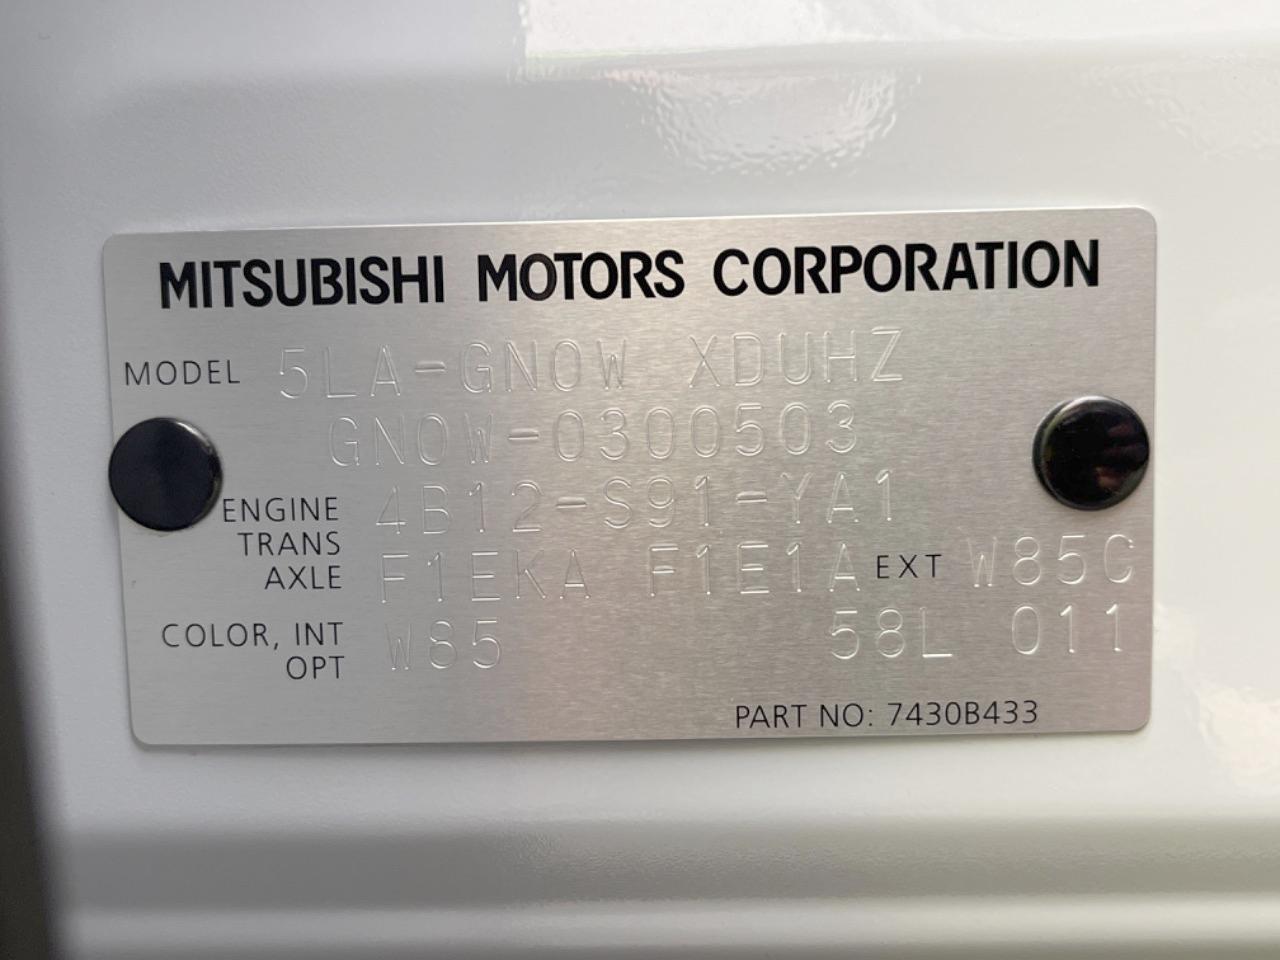 MITSUBISHI MOTORS CORPORATION
MODEL 5LA-GN0W XDUHZ
GN0W-0300503
ENGINE 4B12-S91-YA1
TRANS
AXLE F1EKA F1E1A EXT W85C
COLOR, INT
OPT W85 58L 011
PART NO: 7430B433